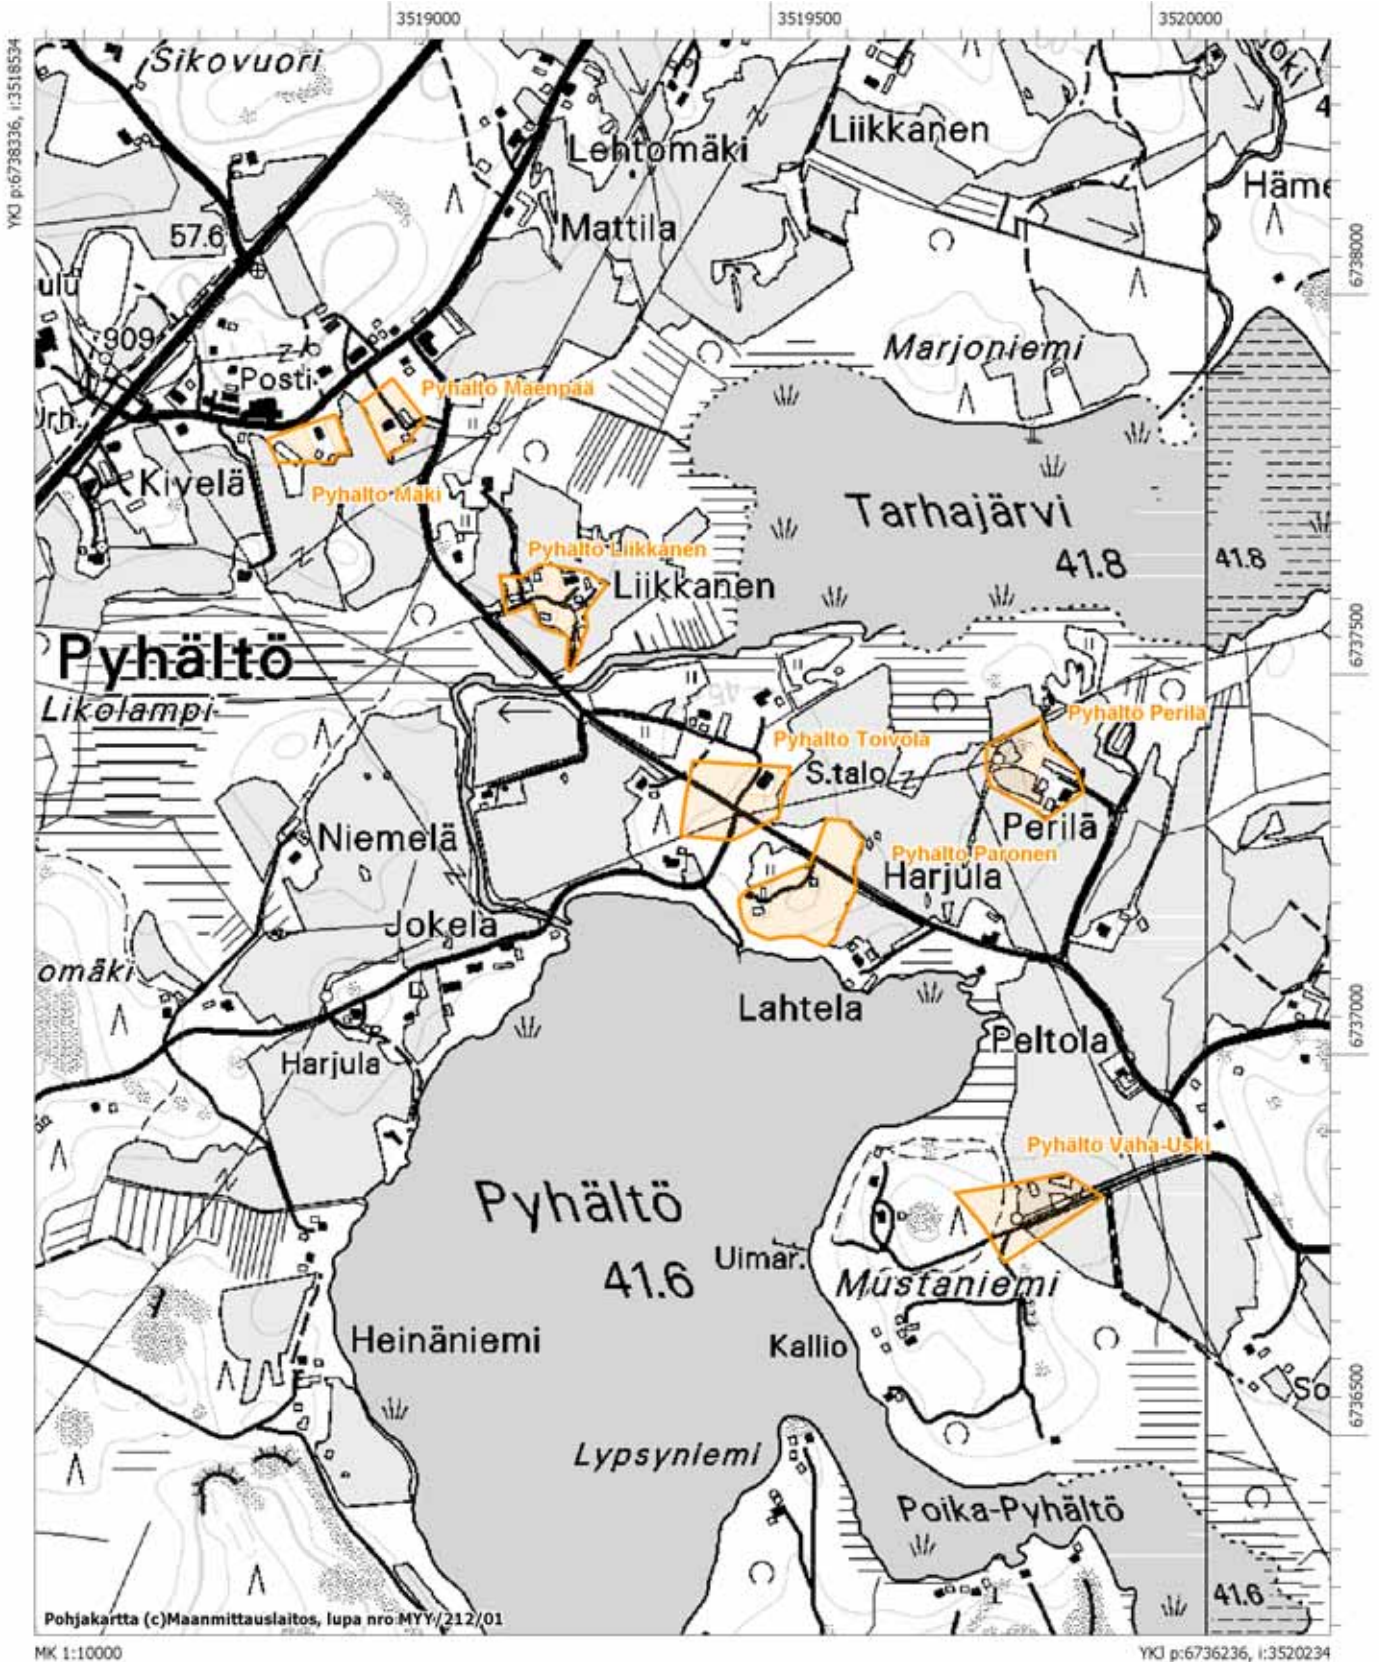 3519000
3519500
3520000
YKJ p:6738336, i:3518534
Sikovuori
Lehtomäki
Liikkanen
joki
4
Häme
Mattila
57.6
6738000
ulu
909
Marjoniemi
Posti
Pyhältö Mäenpää
Urh.
Kivelä
Pyhältö Mäki
Tarhajärvi
41.8
41.8
Pyhältö Liikkanen
Liikkanen
6737500
Pyhältö
Likolampi
Pyhältö Perilä
Pyhältö Toivola
S.talo
Perilä
Niemelä
Pyhältö Paronen
Harjula
Jokela
omäki
Lahtela
6737000
Peltola
Harjula
Pyhältö Vähä-Uski
Pyhältö
41.6
Uimar.
Mustaniemi
Kallio
Heinäniemi
So
6736500
Lypsyniemi
Poika-Pyhältö
41.6
Pohjakartta (c)Maanmittauslaitos, lupa nro MYY/212/01
MK 1:10000
YKJ p:6736236, i:3520234